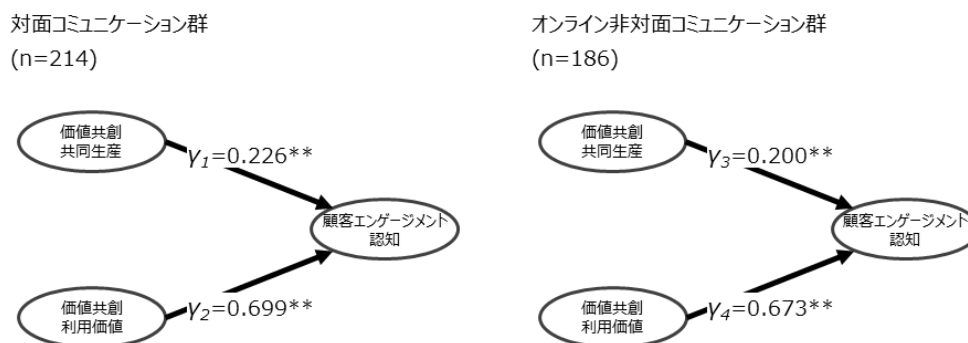 対面コミュニケーション群
(n=214)
価値共創
共同生産
γ1=0.226**
顧客エンゲージメント
認知
γ2=0.699**
価値共創
利用価値
オンライン非対面コミュニケーション群
(n=186)
価値共創
共同生産
γ3=0.200**
顧客エンゲージメント
認知
γ4=0.673**
価値共創
利用価値